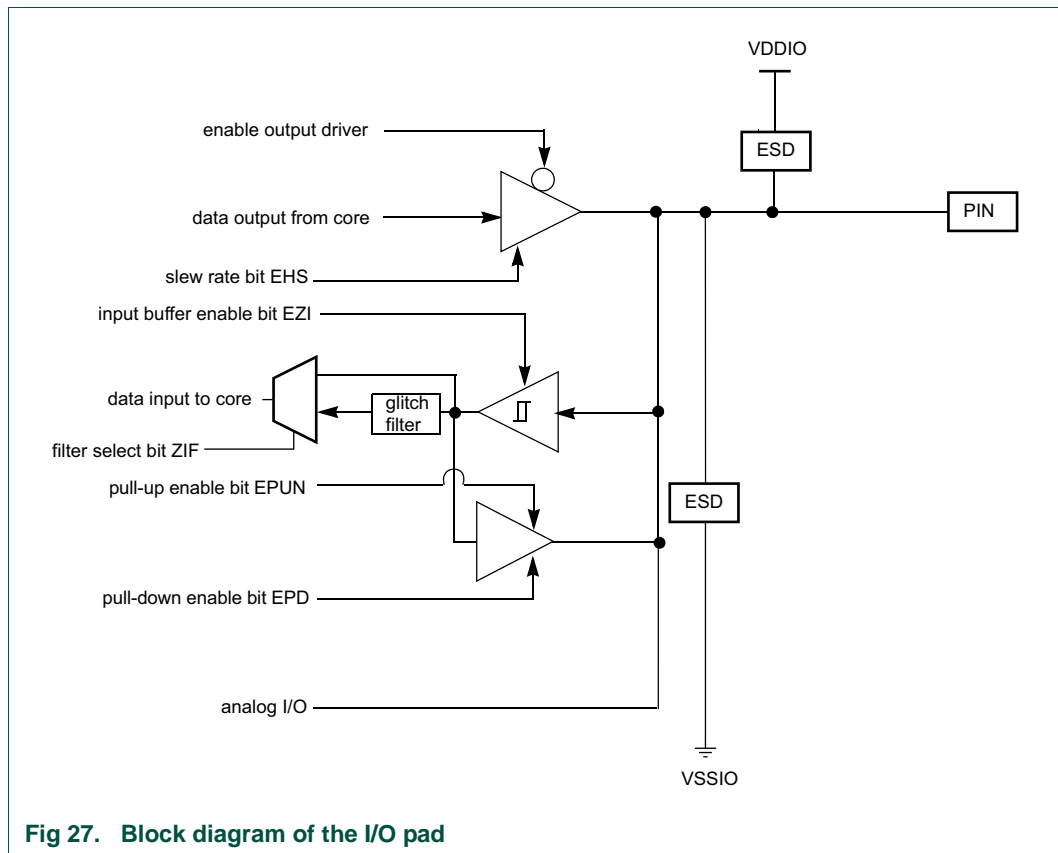 VDDIO
enable output driver
ESD
data output from core
PIN
slew rate bit EHS
input buffer enable bit EZI
data input to core
glitch
filter
filter select bit ZIF
pull-up enable bit EPUN
ESD
pull-down enable bit EPD
analog I/O
VSSIO
Fig 27. Block diagram of the I/O pad